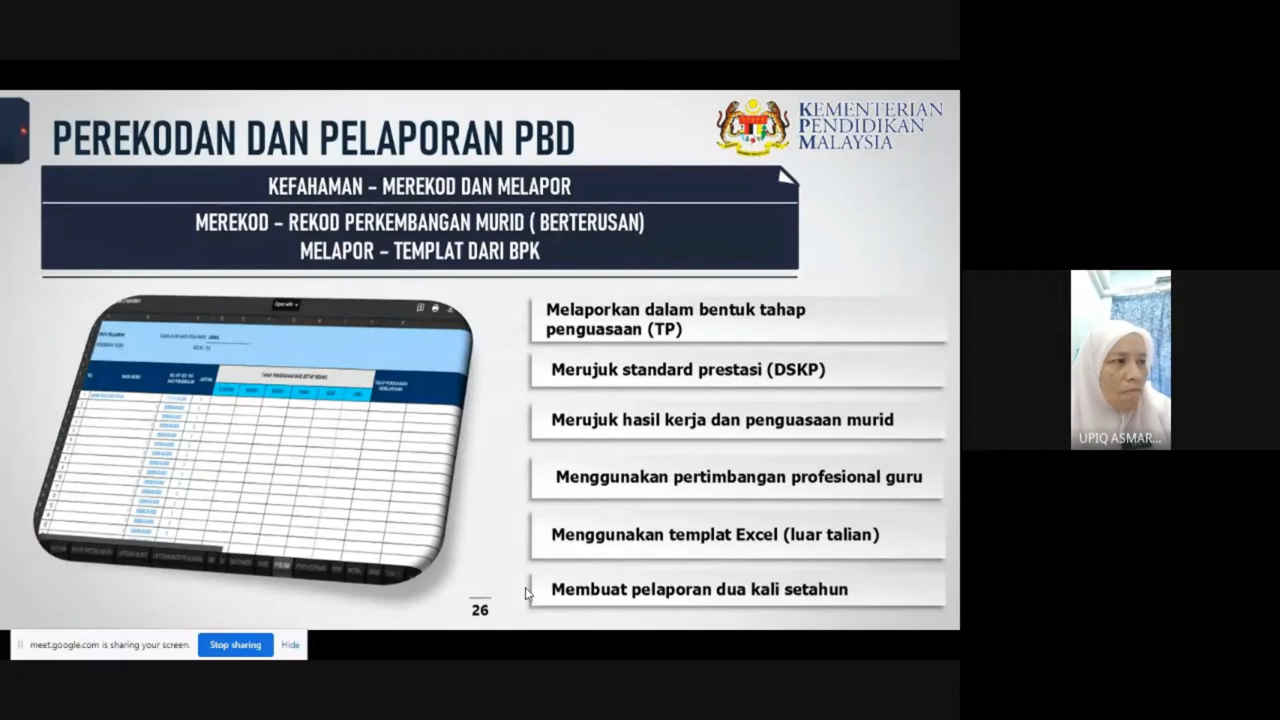 PEREKODAN DAN PELAPORAN PBD
KEMENTERIAN
PENDIDIKAN
MALAYSIA
KEFAHAMAN – MEREKOD DAN MELAPOR
MEREKOD – REKOD PERKEMBANGAN MURID ( BERTERUSAN)
MELAPOR – TEMPLAT DARI BPK
Open with
Melaporkan dalam bentuk tahap
penguasaan (TP)
Merujuk standard prestasi (DSKP)
Merujuk hasil kerja dan penguasaan murid
Menggunakan pertimbangan profesional guru
Menggunakan templat Excel (luar talian)
Membuat pelaporan dua kali setahun
26
meet.google.com is sharing your screen.
Stop sharing
Hide
UPIQ ASMAR...